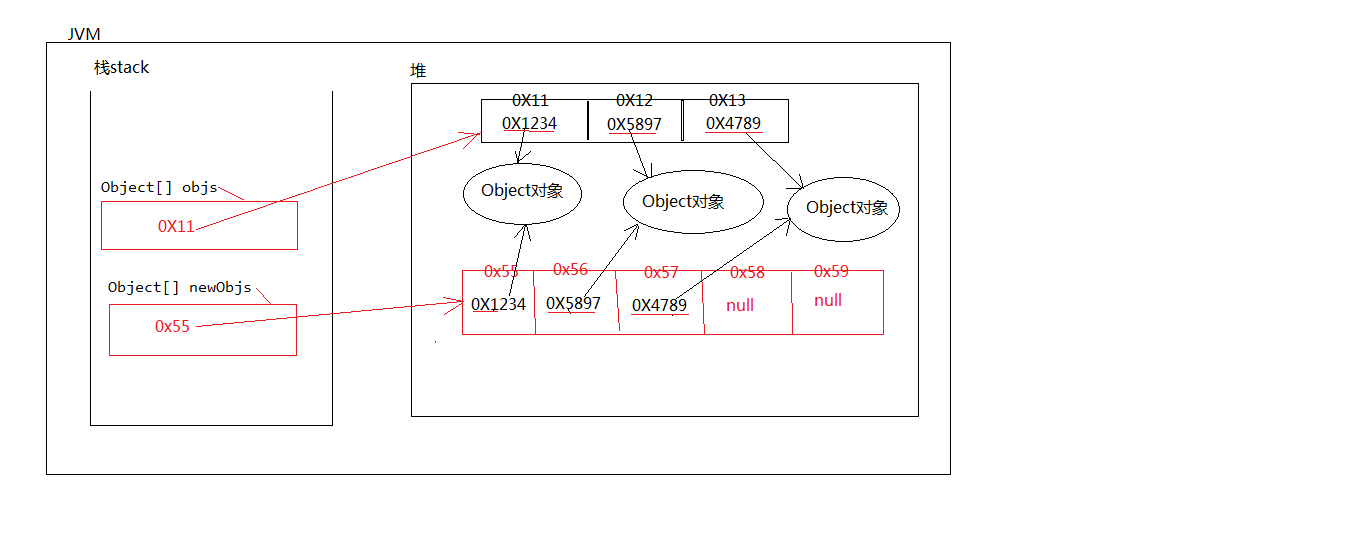 JVM
栈stack
堆
0X11 0X12 0X13
0X1234 0X5897 0X4789
Object[] objs
Object对象 Object对象 Object对象
0X11
0x55 0x56 0x57 0x58 0x59
Object[] newObjs
0X1234 0X5897 0X4789 null null
0x55